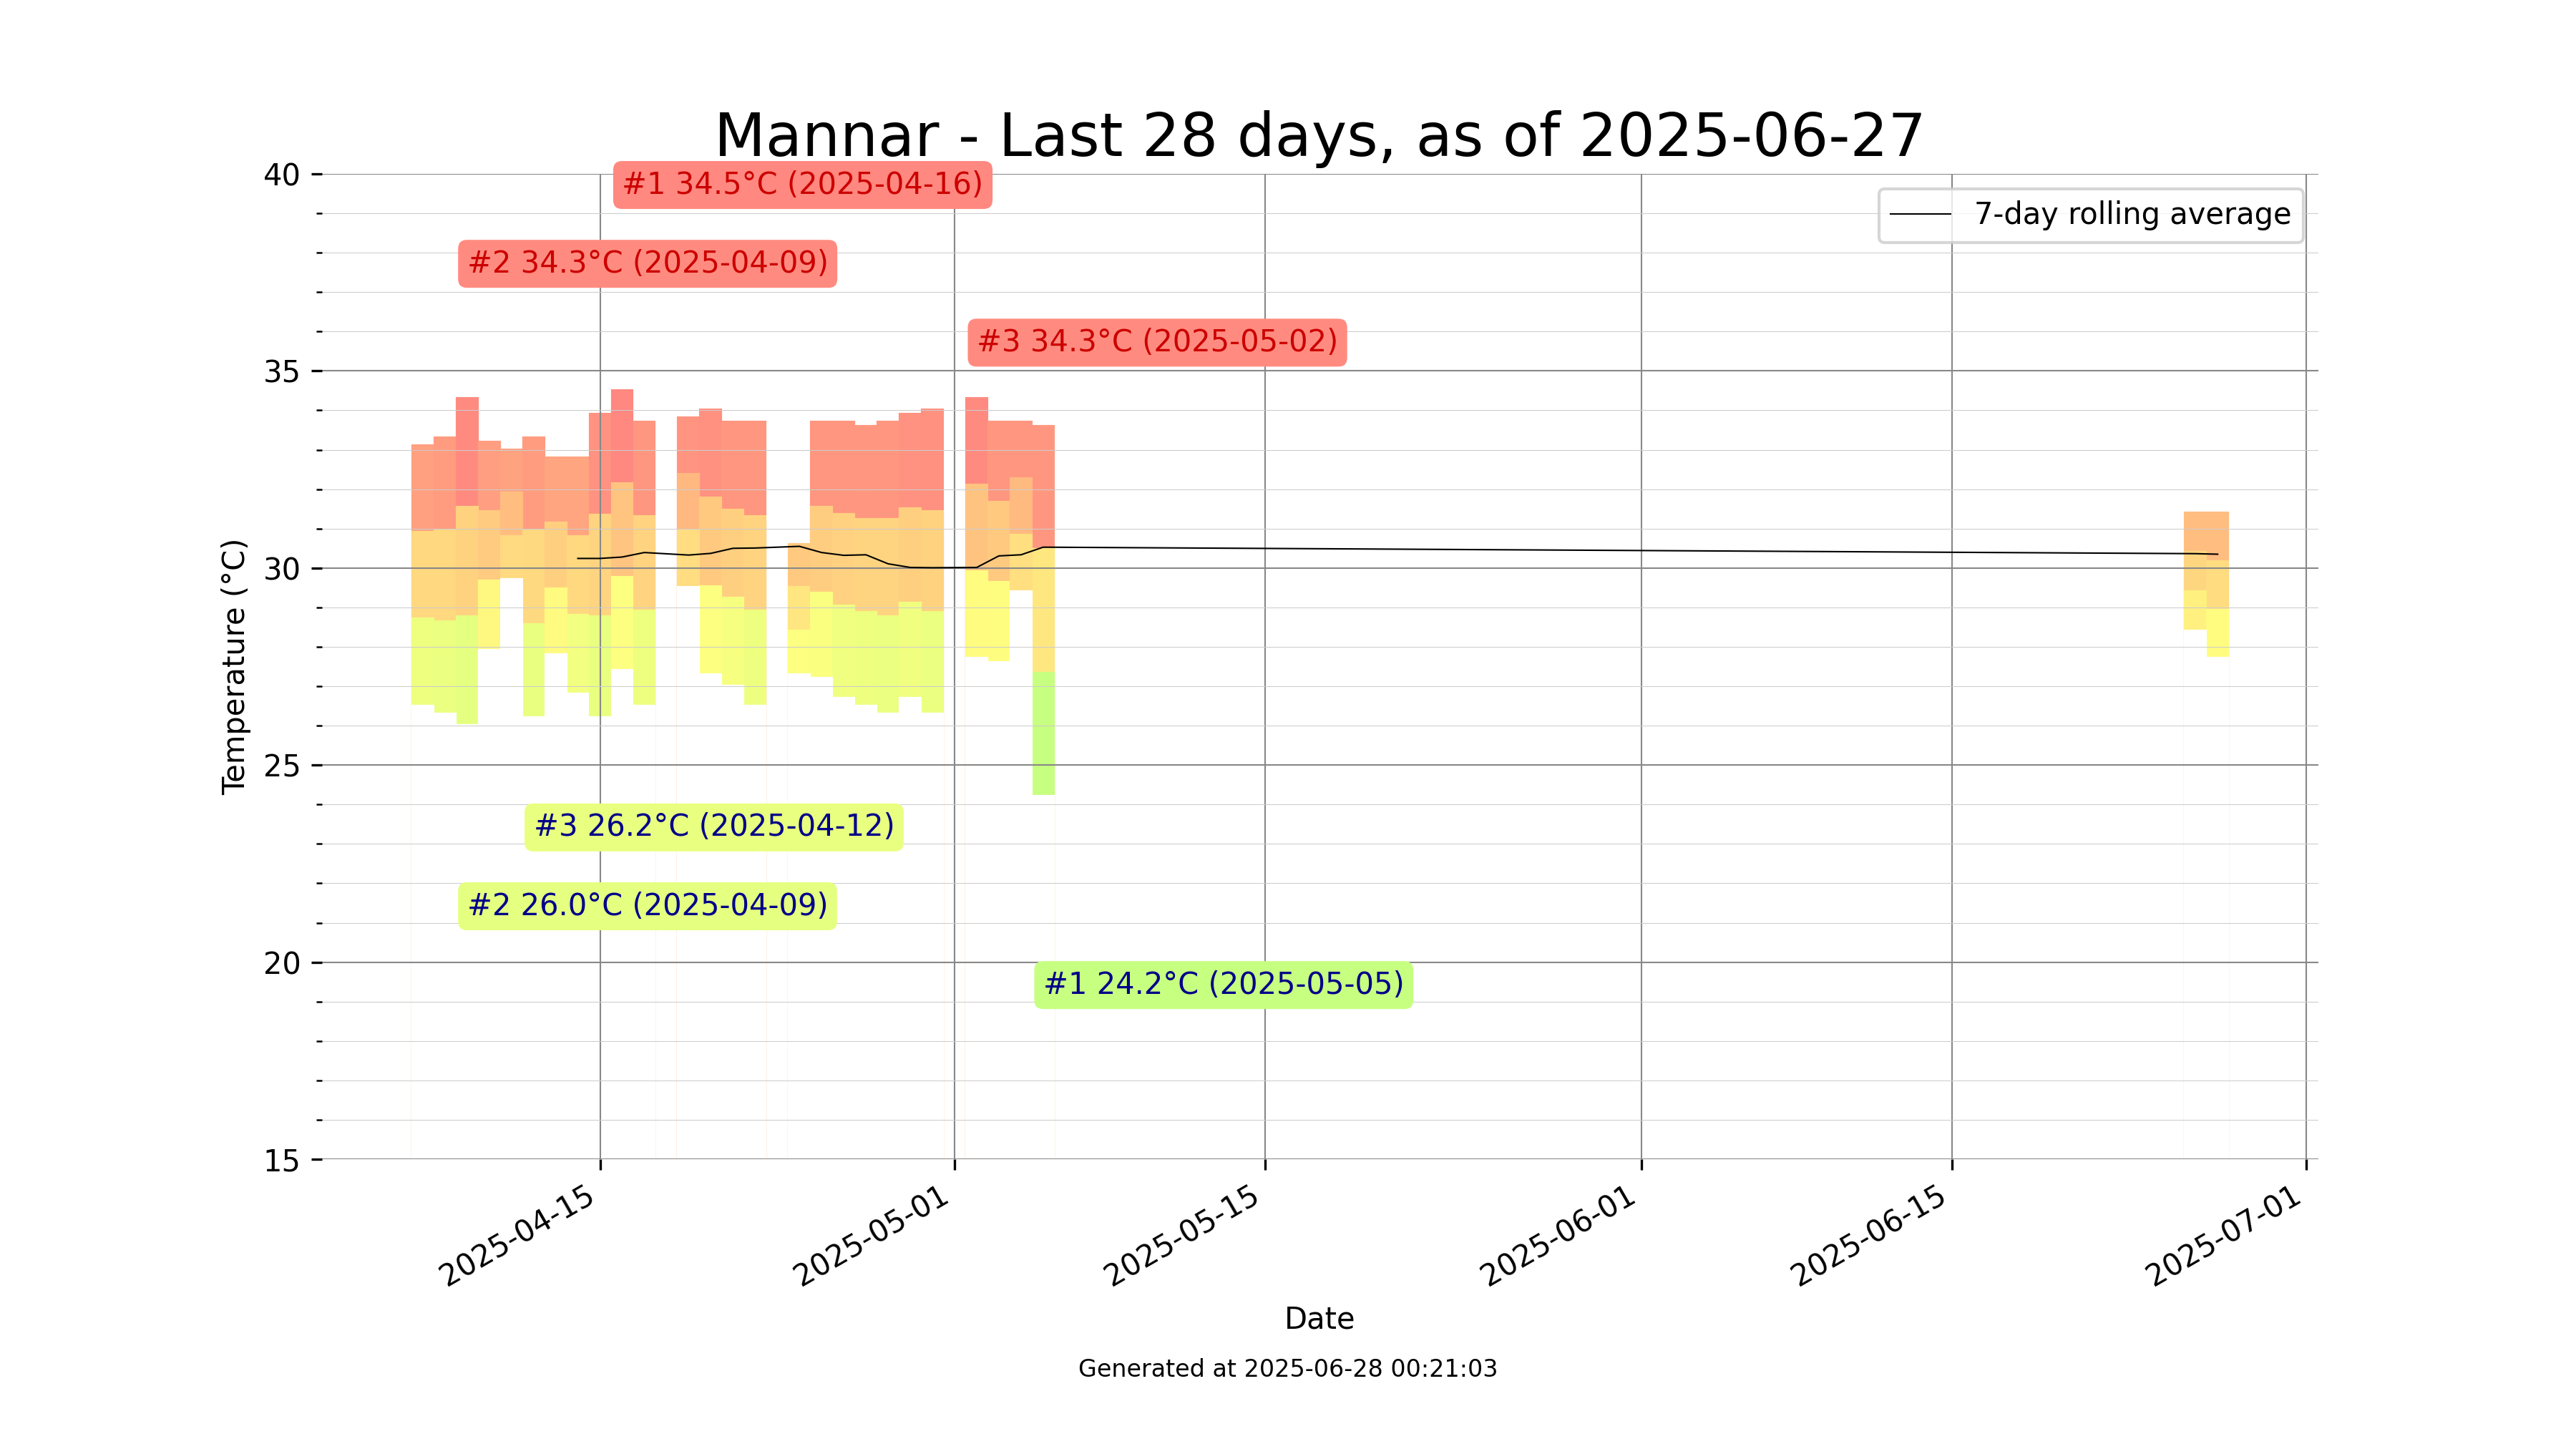 Mannar - Last 28 days, as of 2025-06-27
#1 34.5°C (2025-04-16)
7-day rolling average
#2 34.3°C (2025-04-09)
#3 34.3°C (2025-05-02)
#3 26.2°C (2025-04-12)
#2 26.0°C (2025-04-09)
#1 24.2°C (2025-05-05)
Temperature (°C)
40
35
30
25
20
15
2025-04-15
2025-05-01
2025-05-15
2025-06-01
2025-06-15
2025-07-01
Date
Generated at 2025-06-28 00:21:03